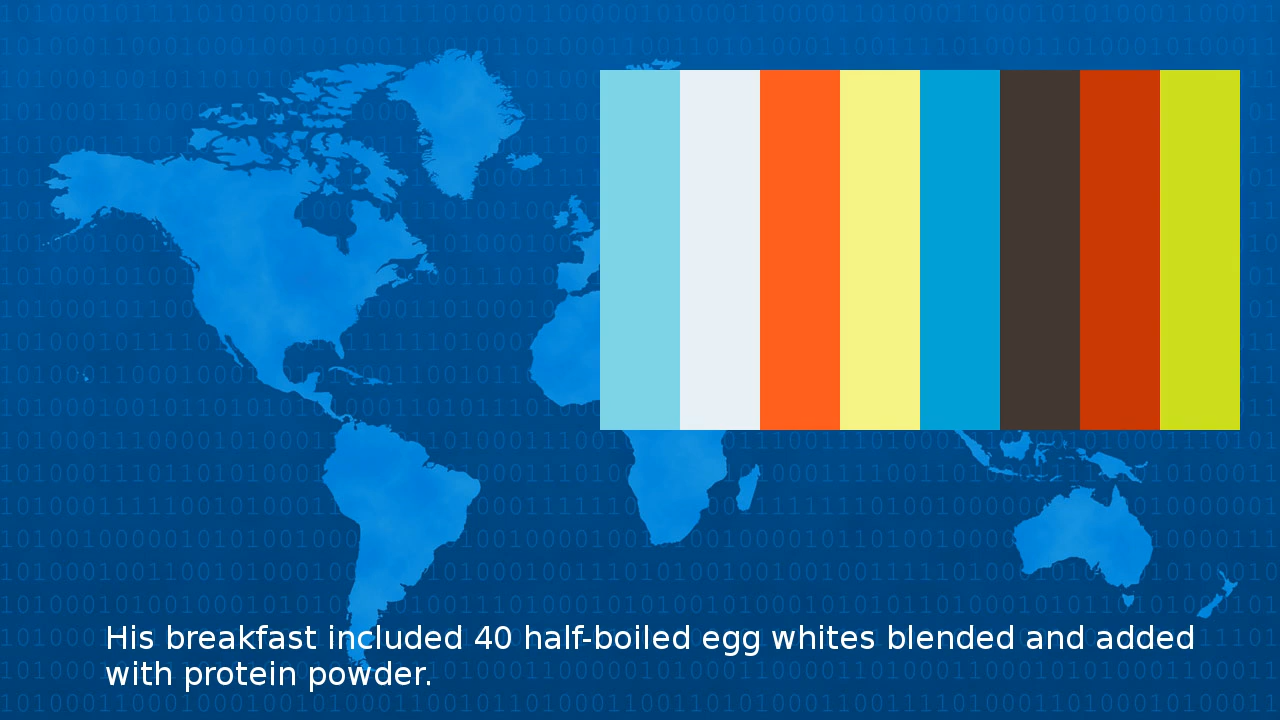 His breakfast included 40 half-boiled egg whites blended and added
with protein powder.